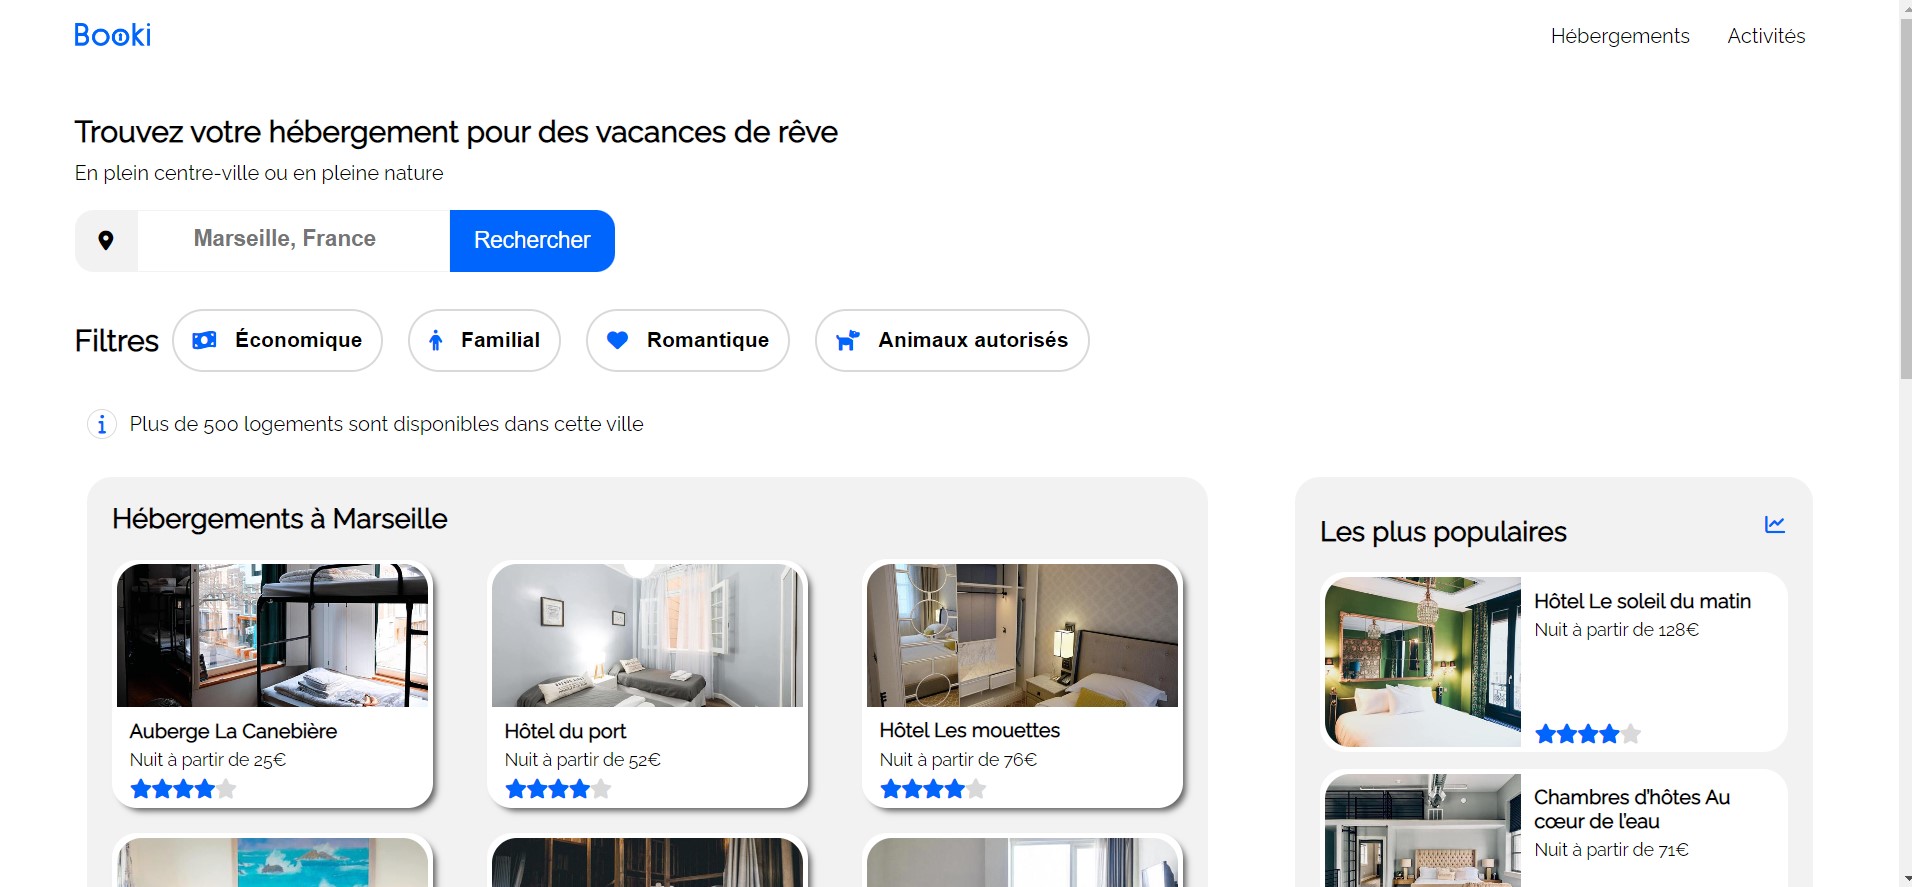 Booki
Hébergements
Activités
Trouvez votre hébergement pour des vacances de rêve
En plein centre-ville ou en pleine nature
Marseille, France
Rechercher
Filtres
Économique
Familial
Romantique
Animaux autorisés
Plus de 500 logements sont disponibles dans cette ville
Hébergements à Marseille
Auberge La Canebière
Nuit à partir de 25€
Hôtel du port
Nuit à partir de 52€
Hôtel Les mouettes
Nuit à partir de 76€
Les plus populaires
Hôtel Le soleil du matin
Nuit à partir de 128€
Chambres d'hôtes Au
cœur de l'eau
Nuit à partir de 71€